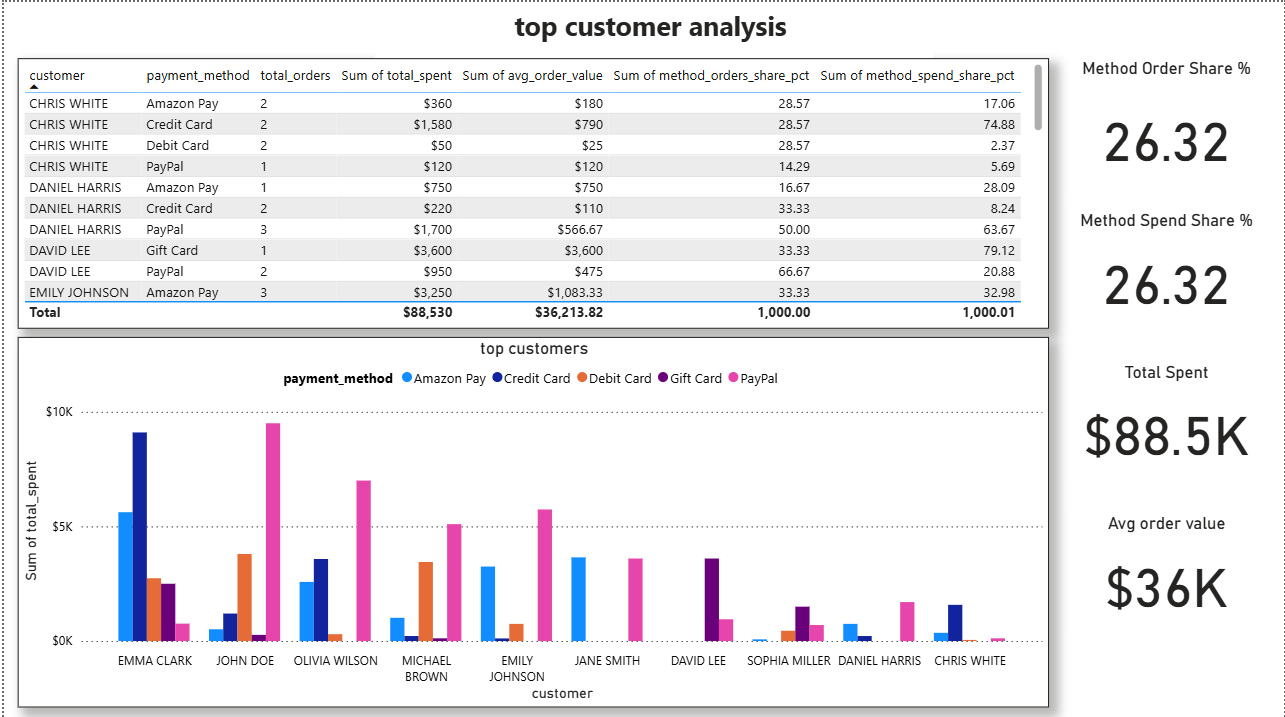 top customer analysis
customer payment_method total_orders Sum of total_spent Sum of avg_order_value Sum of method_orders_share_pct Sum of method_spend_share_pct
CHRIS WHITE Amazon Pay 2 $360 $180 28.57 17.06
CHRIS WHITE Credit Card 2 $1,580 $790 28.57 74.88
CHRIS WHITE Debit Card 2 $50 $25 28.57 2.37
CHRIS WHITE PayPal 1 $120 $120 14.29 5.69
DANIEL HARRIS Amazon Pay 1 $750 $750 16.67 28.09
DANIEL HARRIS Credit Card 2 $220 $110 33.33 8.24
DANIEL HARRIS PayPal 3 $1,700 $566.67 50.00 63.67
DAVID LEE Gift Card 1 $3,600 $3,600 33.33 79.12
DAVID LEE PayPal 2 $950 $475 66.67 20.88
EMILY JOHNSON Amazon Pay 3 $3,250 $1,083.33 33.33 32.98
Total $88,530 $36,213.82 1,000.00 1,000.01
Method Order Share %
26.32
Method Spend Share %
26.32
Total Spent
$88.5K
Avg order value
$36K
top customers
payment_method Amazon Pay Credit Card Debit Card Gift Card PayPal
$10K
$5K
$0K
Sum of total_spent
EMMA CLARK JOHN DOE OLIVIA WILSON MICHAEL BROWN EMILY JOHNSON JANE SMITH DAVID LEE SOPHIA MILLER DANIEL HARRIS CHRIS WHITE
customer